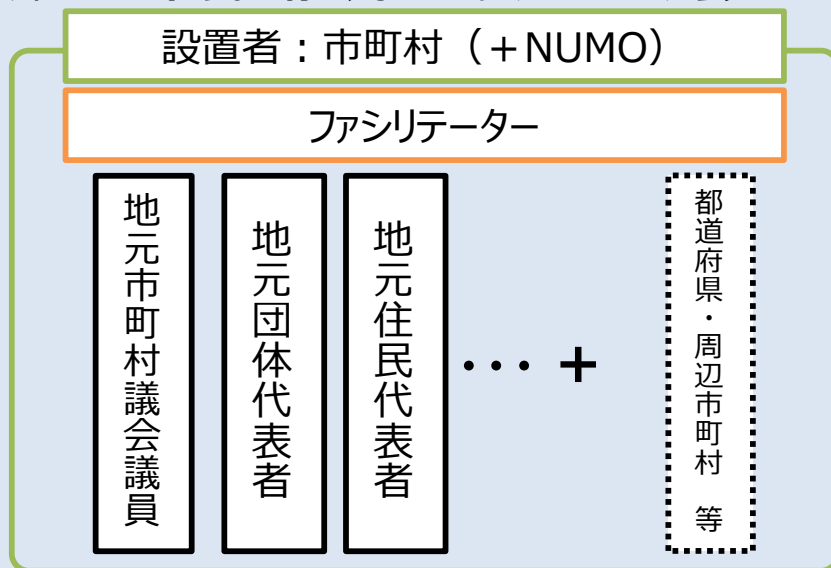 設置者：市町村（＋NUMO）
ファシリテーター
地元市町村議会議員
地元団体代表者
地元住民代表者
･･･＋
都道府県・周辺市町村　等